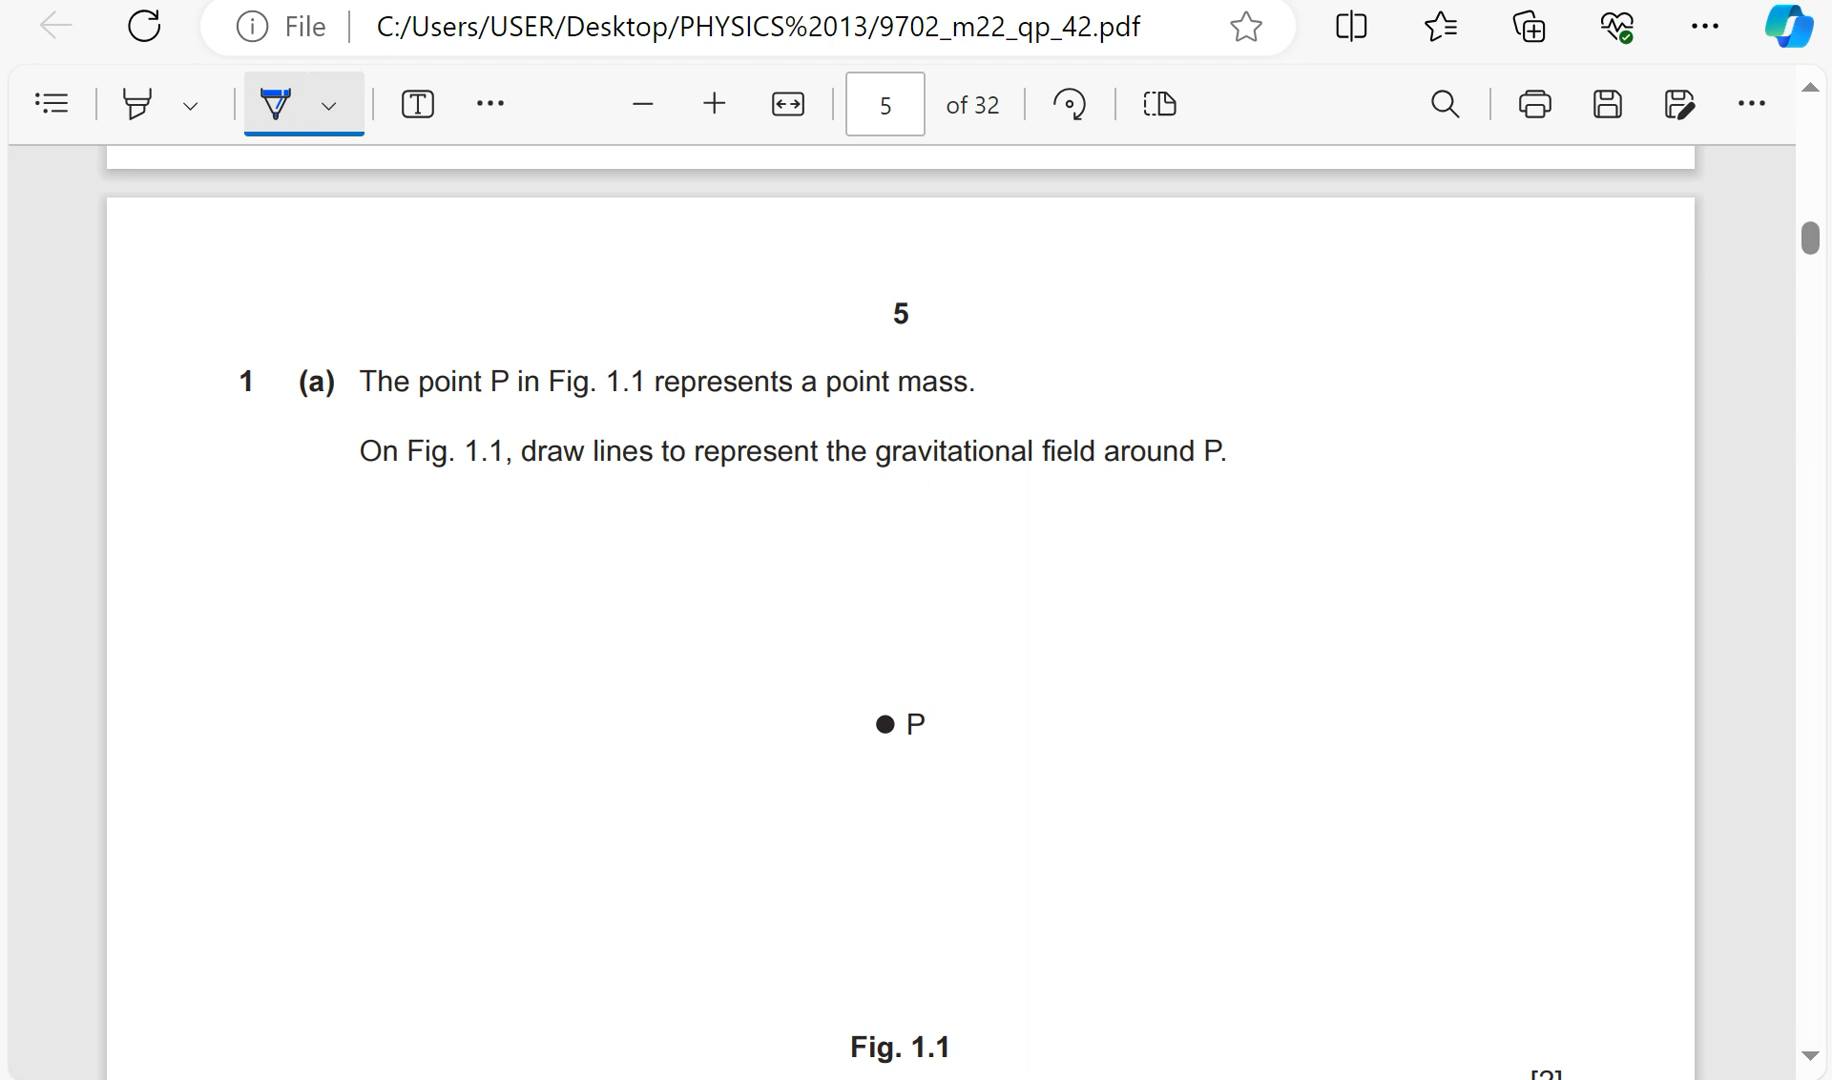 File C:/Users/USER/Desktop/PHYSICS%2013/9702_m22_qp_42.pdf
5 of 32
5
1 (a) The point P in Fig. 1.1 represents a point mass.
On Fig. 1.1, draw lines to represent the gravitational field around P.
P
Fig. 1.1